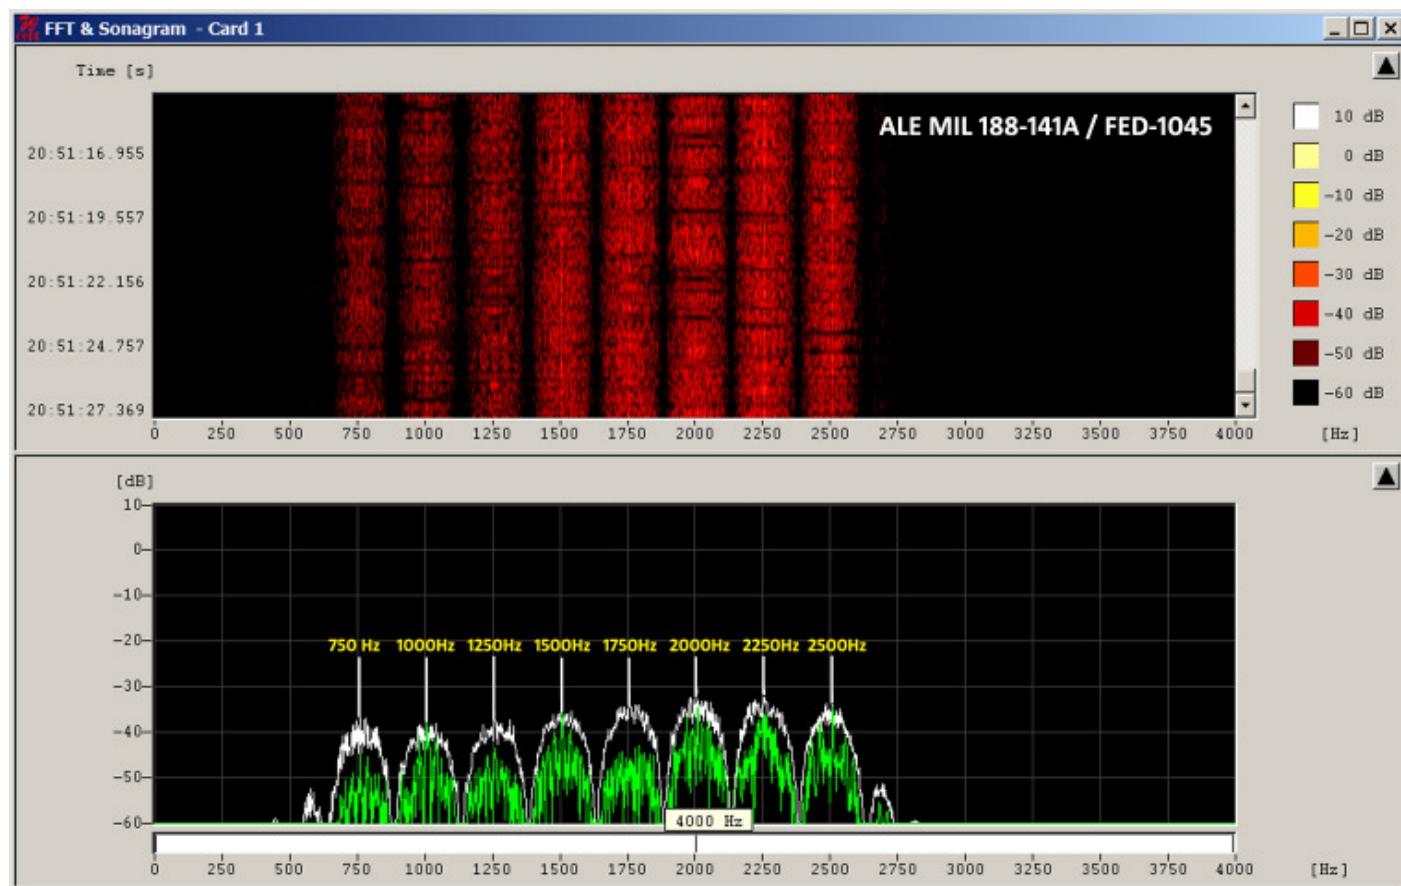 FFT & Sonagram - Card 1
Time [s]
ALE MIL 188-141A / FED-1045
20:51:16.955
20:51:19.557
20:51:22.156
20:51:24.757
20:51:27.369
10 dB
0 dB
-10 dB
-20 dB
-30 dB
-40 dB
-50 dB
-60 dB
0 250 500 750 1000 1250 1500 1750 2000 2250 2500 2750 3000 3250 3500 3750 4000 [Hz]
[dB]
10
0
-10
-20
750 Hz 1000Hz 1250Hz 1500Hz 1750Hz 2000Hz 2250Hz 2500Hz
-30
-40
-50
-60
4000 Hz
0 250 500 750 1000 1250 1500 1750 2000 2250 2500 2750 3000 3250 3500 3750 4000 [Hz]